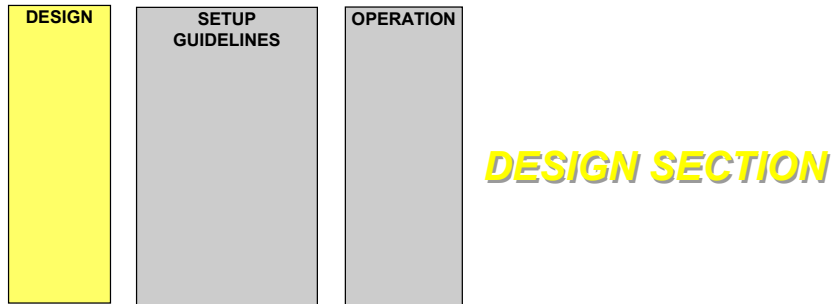 DESIGN
SETUP
GUIDELINES
OPERATION
DESIGN SECTION